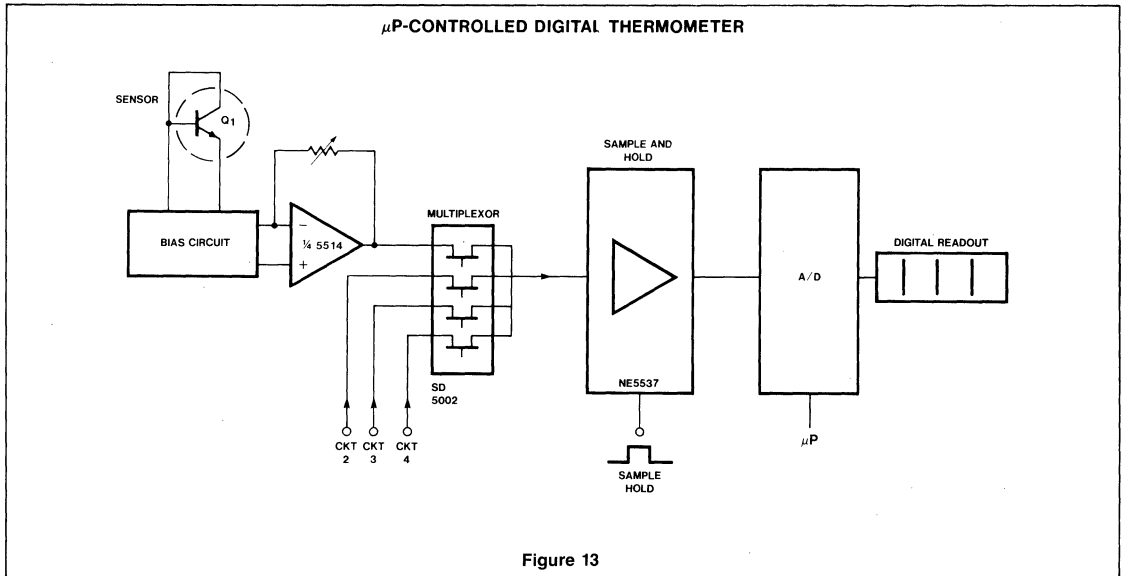 μP-CONTROLLED DIGITAL THERMOMETER
SENSOR
Q1
BIAS CIRCUIT
−
¼ 5514
+
MULTIPLEXOR
SD
5002
CKT
2
CKT
3
CKT
4
SAMPLE AND
HOLD
NE5537
SAMPLE
HOLD
A/D
μP
DIGITAL READOUT
Figure 13